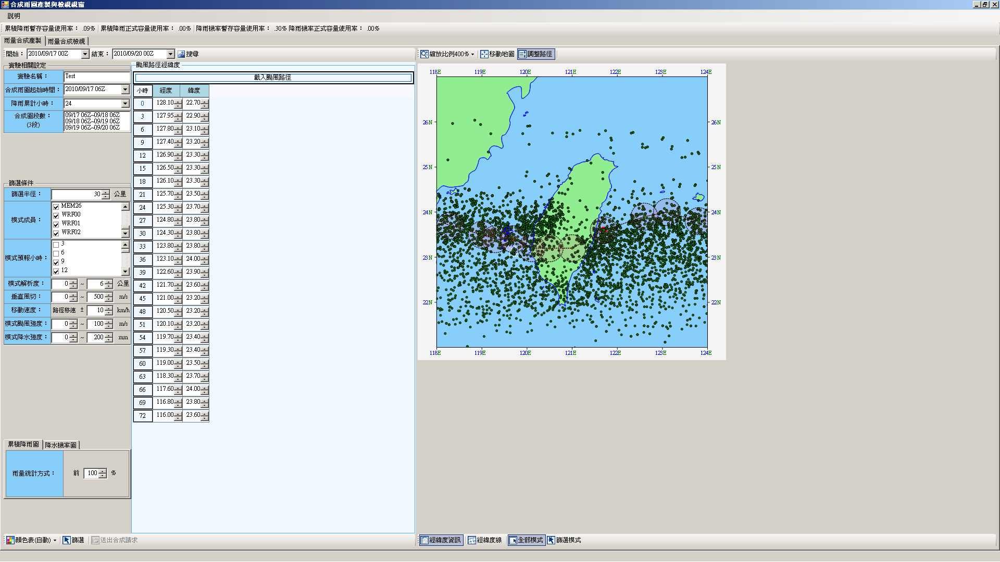 合成雨圖產製與檢視視窗
說明
累積降雨暫存容量使用率： .09% 累積降雨正式容量使用率： .00% 降雨機率暫存容量使用率： .30% 降雨機率正式容量使用率： .00%
雨量合成產製 雨量合成檢視
開始： 2010/09/17 00Z 結束： 2010/09/20 00Z 搜尋
縮放比例400% 移動地圖 調整路徑
實驗相關設定
實驗名稱： Test
合成雨圖起始時間： 2010/09/17 06Z
降雨累計小時： 24
合成圖段數：
(3段)
09/17 06Z~09/18 06Z
09/18 06Z~09/19 06Z
09/19 06Z~09/20 06Z
篩選條件
篩選半徑： 30 公里
模式成員：
MEM26
WRF00
WRF01
WRF02
模式預報小時：
3
6
9
12
模式解析度： 0 ~ 6 公里
垂直風切： 0 ~ 500 m/s
移動速度： 路徑移速 ± 10 km/h
模式颱風強度： 0 ~ 100 m/s
模式降水強度： 0 ~ 200 mm
累積降雨圖 降水機率圖
雨量統計方式： 前 100 %
顏色表(自動) 篩選 送出合成請求
颱風路徑經緯度
載入颱風路徑
小時 經度 緯度
0 128.10 22.70
3 127.95 22.90
6 127.80 23.10
9 127.40 23.20
12 126.90 23.30
15 126.50 23.30
18 126.10 23.30
21 125.70 23.50
24 125.30 23.70
27 124.80 23.80
30 124.30 23.80
33 123.80 23.80
36 123.10 24.00
39 122.60 23.90
42 121.70 23.60
45 121.00 23.20
48 120.50 23.20
51 120.10 23.20
54 119.70 23.40
57 119.30 23.40
60 119.00 23.50
63 118.30 23.70
66 117.60 24.00
69 116.80 23.80
72 116.00 23.60
118E 119E 120E 121E 122E 123E 124E
26N 26N
25N 25N
24N 24N
23N 23N
22N 22N
118E 119E 120E 121E 122E 123E 124E
經緯度資訊 經緯度線 全部模式 篩選模式